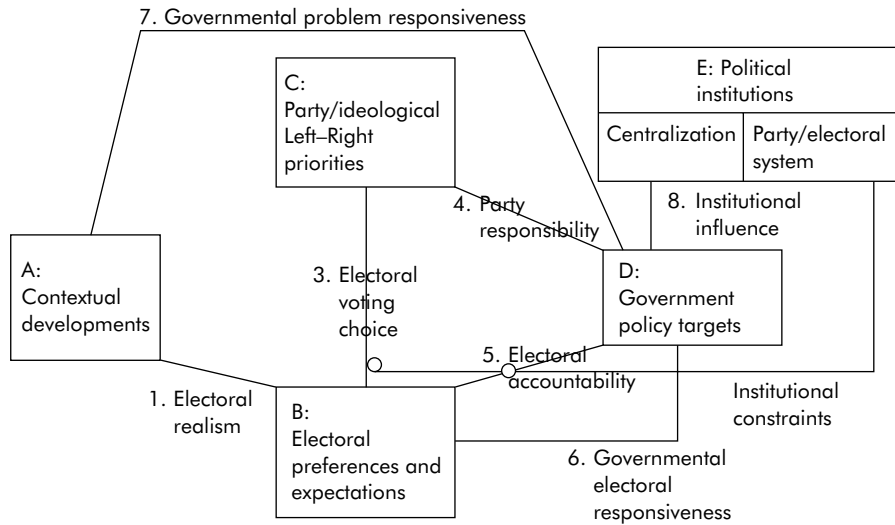 7. Governmental problem responsiveness
C:
Party/ideological
Left–Right
priorities
E: Political
institutions
Centralization
Party/electoral
system
4. Party
responsibility
8. Institutional
influence
A:
Contextual
developments
3. Electoral
voting
choice
D:
Government
policy targets
5. Electoral
accountability
Institutional
constraints
1. Electoral
realism
B:
Electoral
preferences and
expectations
6. Governmental
electoral
responsiveness